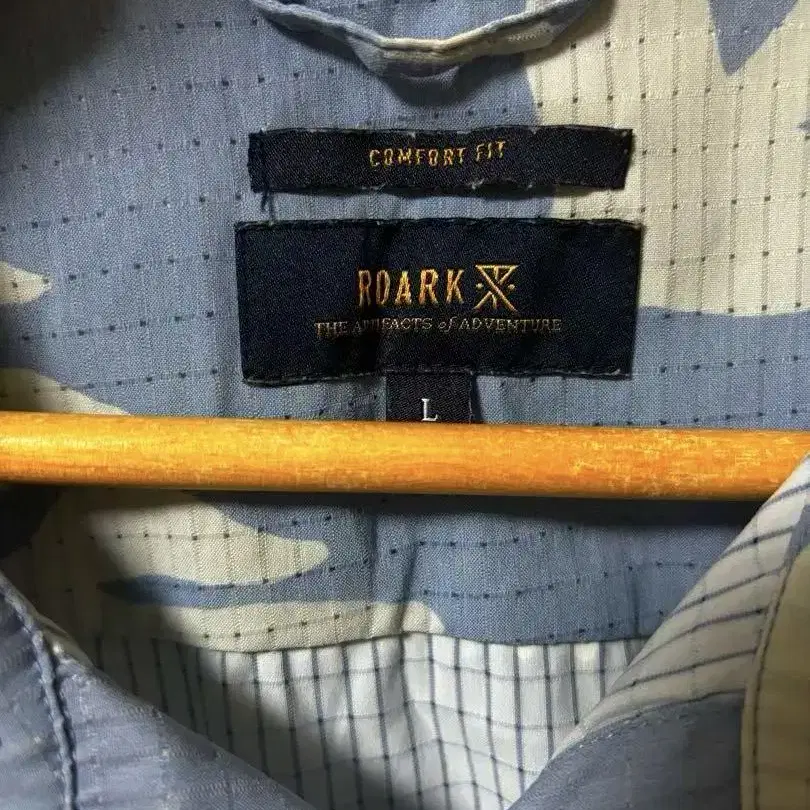 COMFORT FIT
ROARK
THE ARTIFACTS of ADVENTURE
L